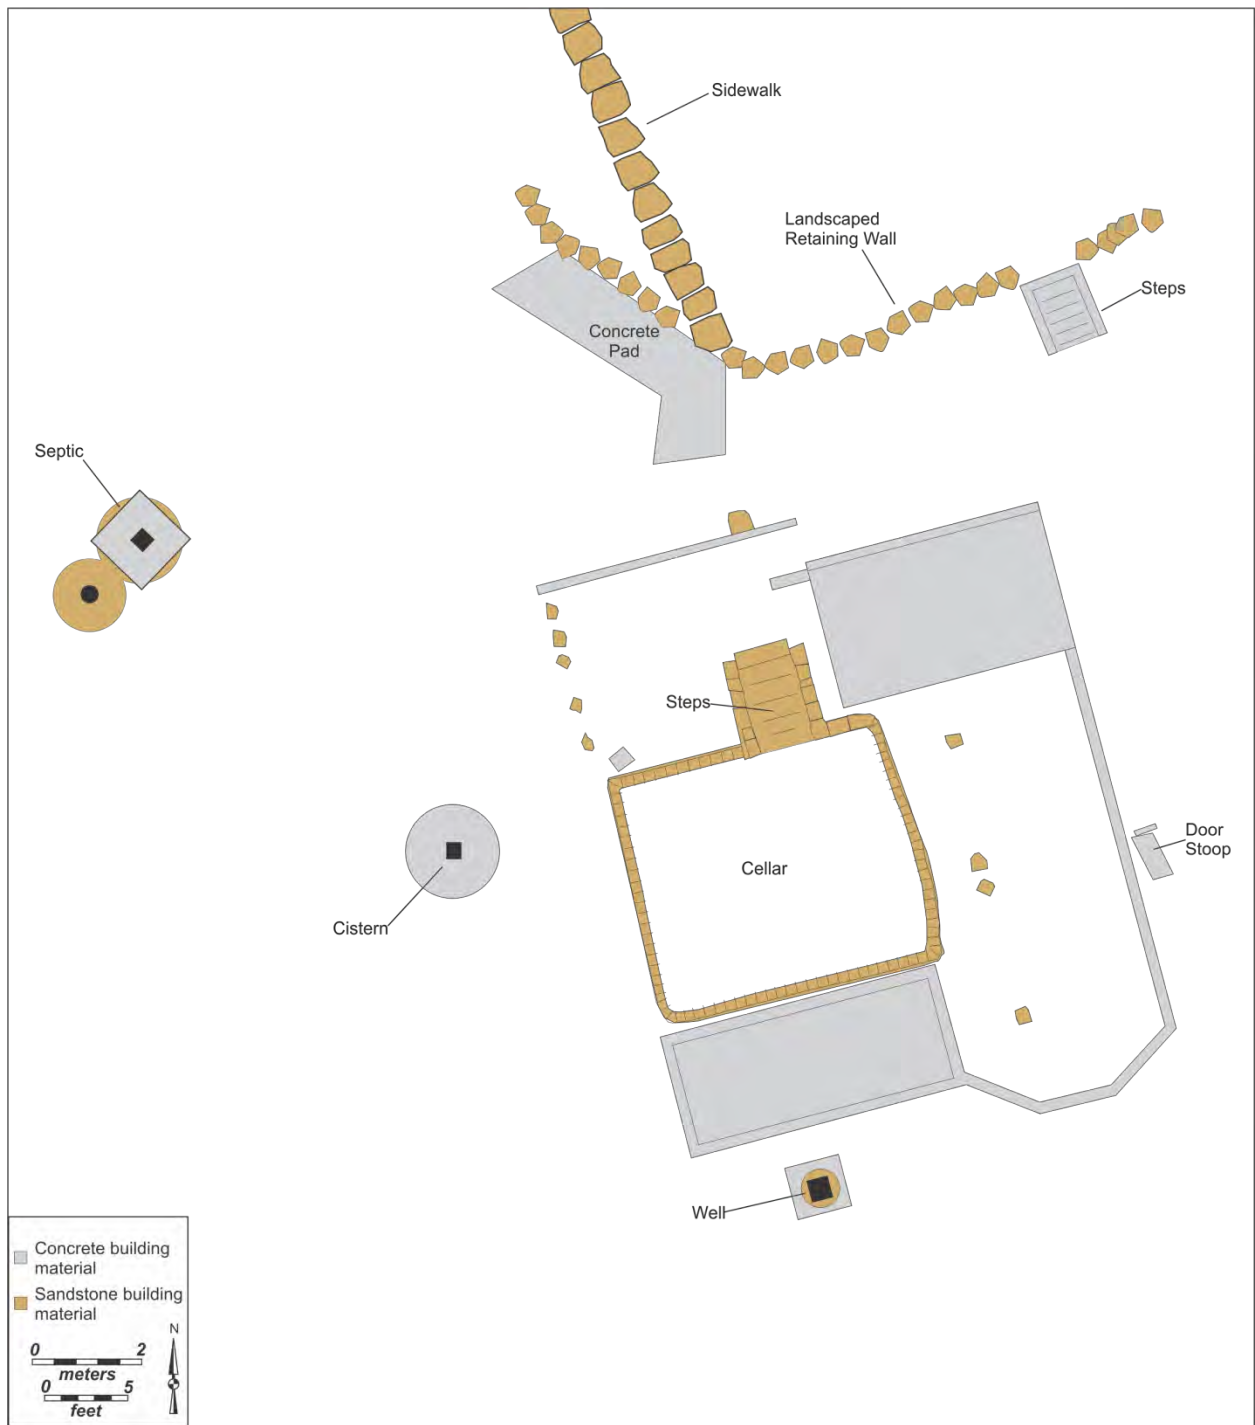 Sidewalk
Landscaped
Retaining Wall
Steps
Concrete
Pad
Septic
Steps
Door
Stoop
Cellar
Cistern
Well
Concrete building
material
Sandstone building
material
N
0 2
meters
0 5
feet